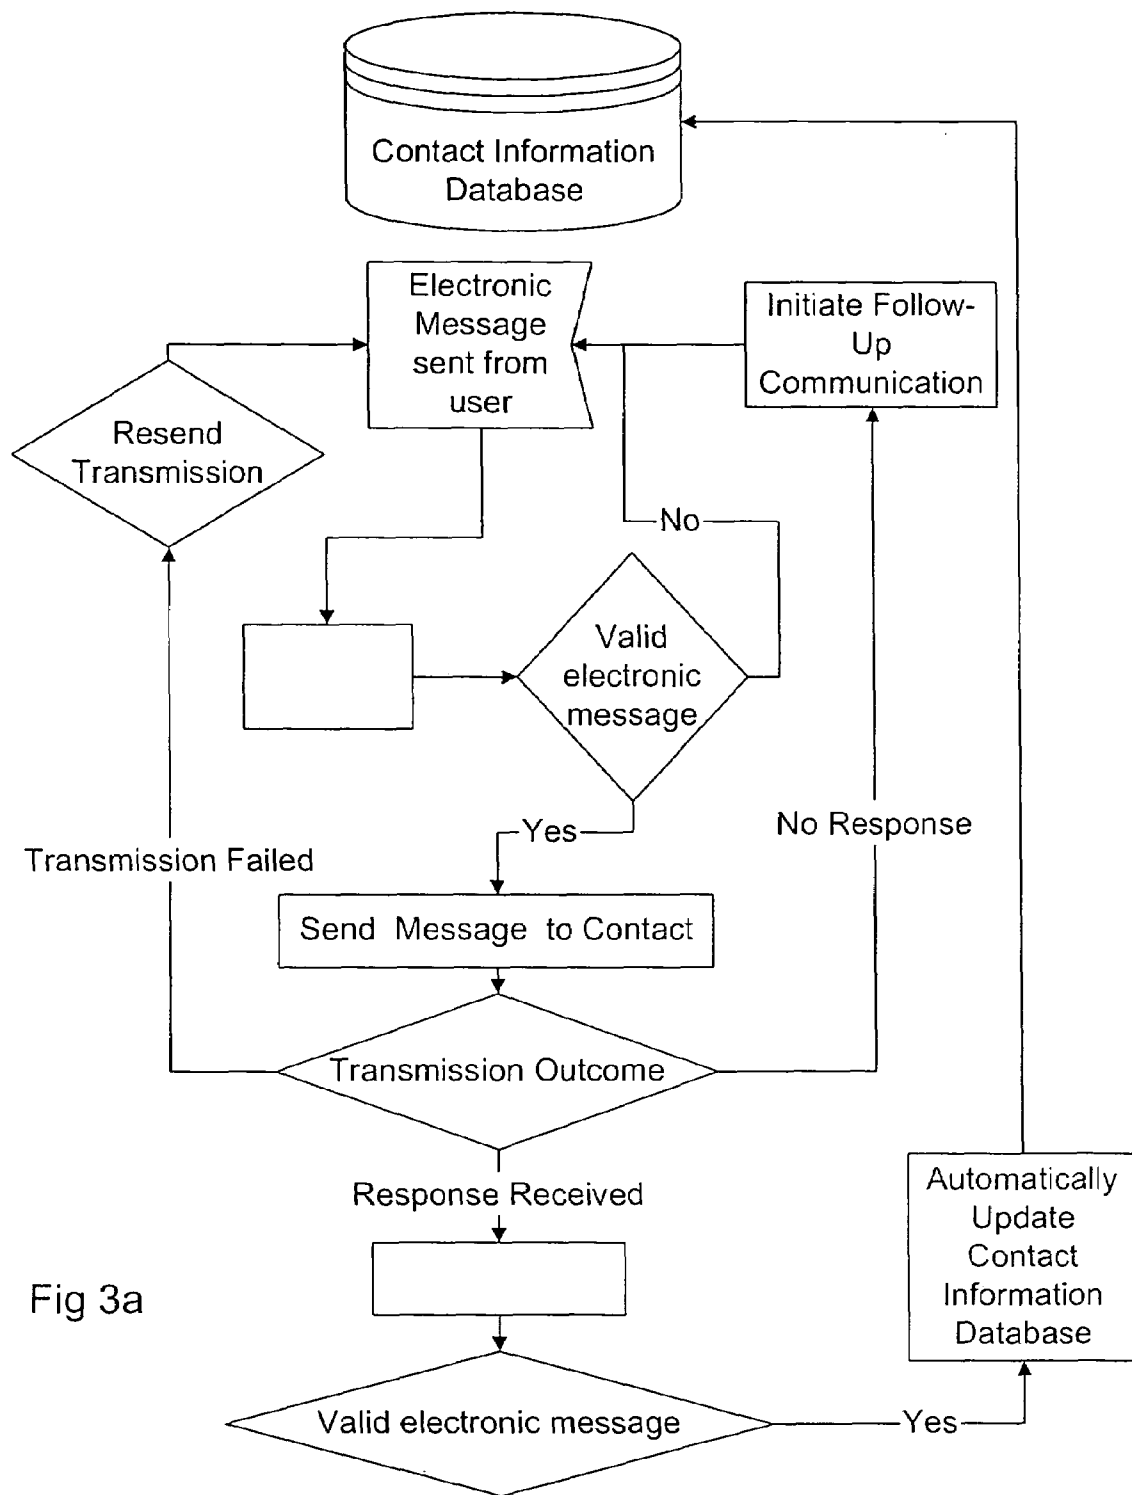 Contact Information
Database
Electronic
Message
sent from
user
Initiate Follow-
Up
Communication
Resend
Transmission
No
Valid
electronic
message
Yes
No Response
Transmission Failed
Send Message to Contact
Transmission Outcome
Response Received
Automatically
Update
Contact
Information
Database
Fig 3a
Valid electronic message
Yes